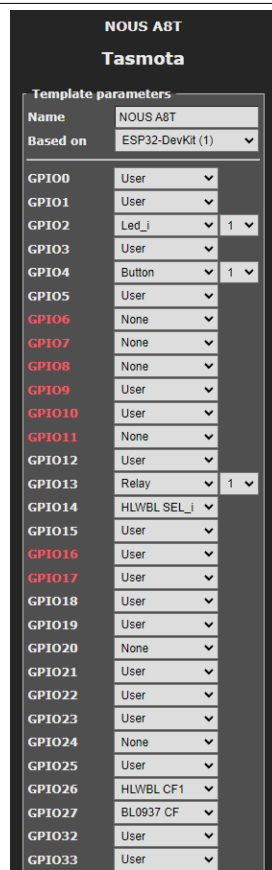 NOUS A8T
Tasmota
Template parameters
Name NOUS A8T
Based on ESP32-DevKit (1)
GPIO0 User
GPIO1 User
GPIO2 Led_i 1
GPIO3 User
GPIO4 Button 1
GPIO5 User
GPIO6 None
GPIO7 None
GPIO8 None
GPIO9 User
GPIO10 User
GPIO11 None
GPIO12 User
GPIO13 Relay 1
GPIO14 HLWBL SEL_i
GPIO15 User
GPIO16 User
GPIO17 User
GPIO18 User
GPIO19 User
GPIO20 None
GPIO21 User
GPIO22 User
GPIO23 User
GPIO24 None
GPIO25 User
GPIO26 HLWBL CF1
GPIO27 BL0937 CF
GPIO32 User
GPIO33 User